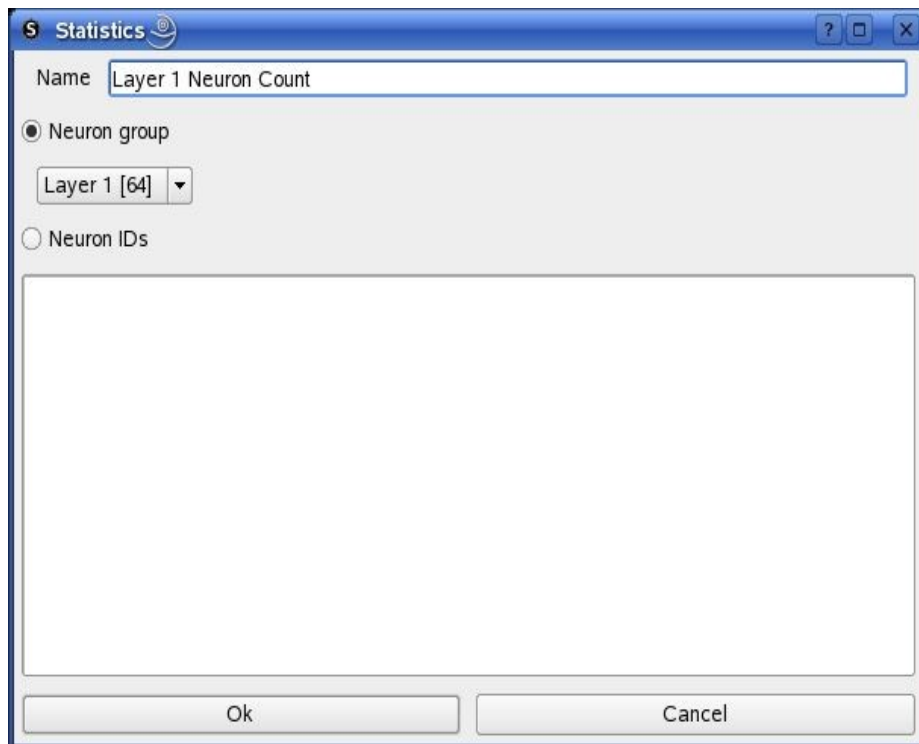 S Statistics
Name Layer 1 Neuron Count
Neuron group
Layer 1 [64]
Neuron IDs
Ok Cancel